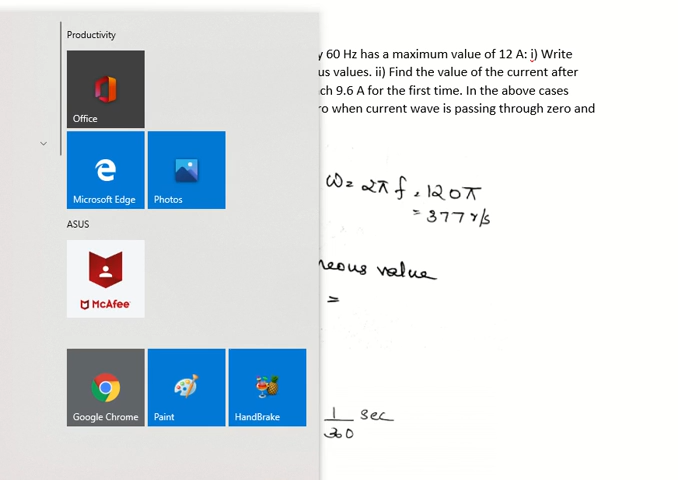 Productivity
Office
Microsoft Edge
Photos
ASUS
McAfee
Google Chrome
Paint
HandBrake
60 Hz has a maximum value of 12 A: i) Write
us values. ii) Find the value of the current after
ch 9.6 A for the first time. In the above cases
ro when current wave is passing through zero and
ω = 2π f = 120π
= 377 r/s
neous value
=
1/360 sec